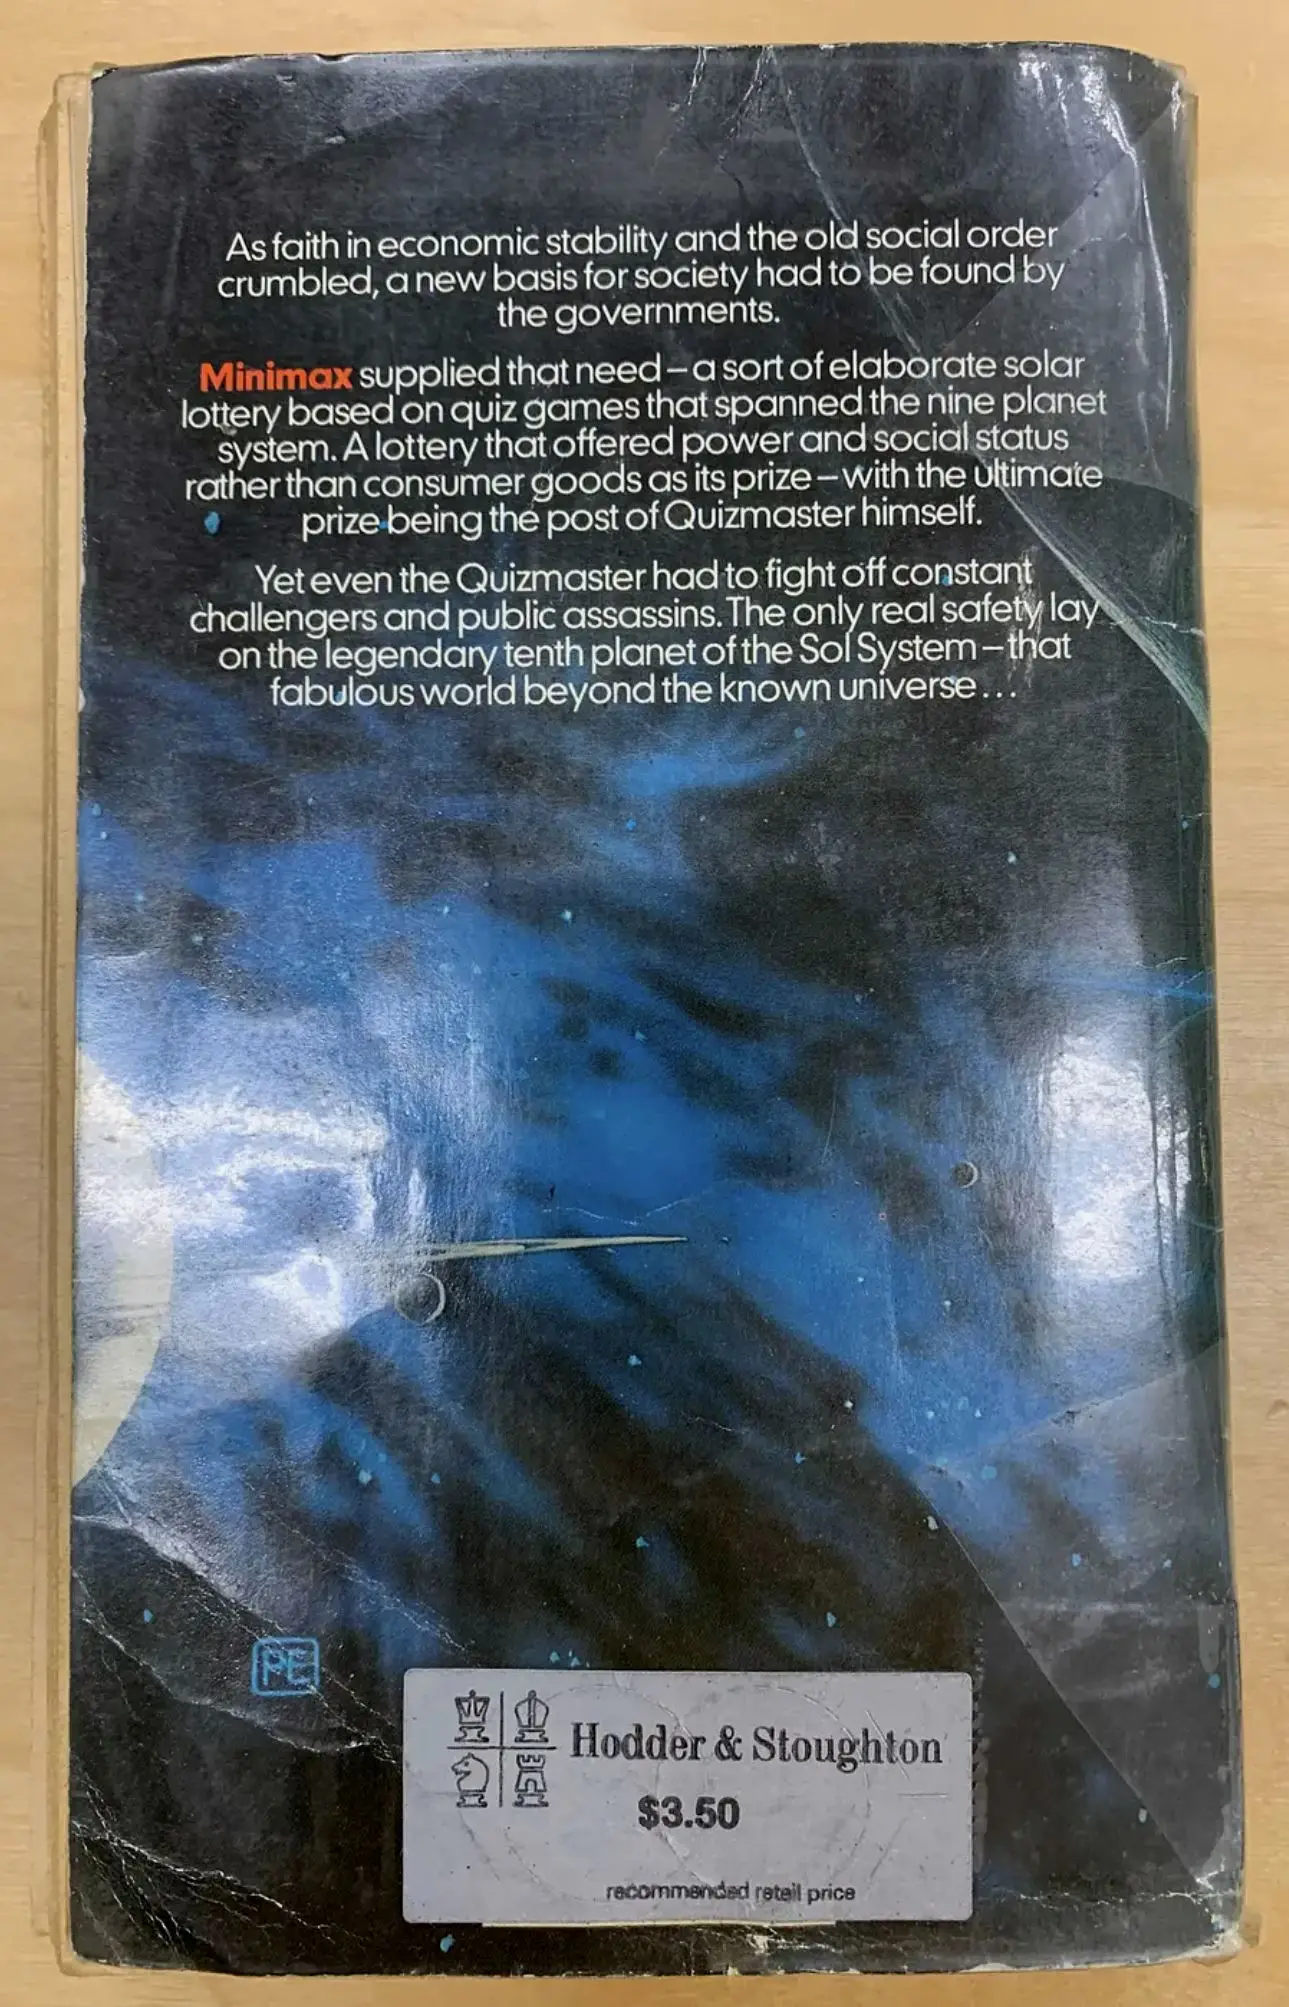 As faith in economic stability and the old social order
crumbled, a new basis for society had to be found by
the governments.
Minimax supplied that need – a sort of elaborate solar
lottery based on quiz games that spanned the nine planet
system. A lottery that offered power and social status
rather than consumer goods as its prize – with the ultimate
prize being the post of Quizmaster himself.
Yet even the Quizmaster had to fight off constant
challengers and public assassins. The only real safety lay
on the legendary tenth planet of the Sol System – that
fabulous world beyond the known universe...
PE
Hodder & Stoughton
$3.50
recommended retail price